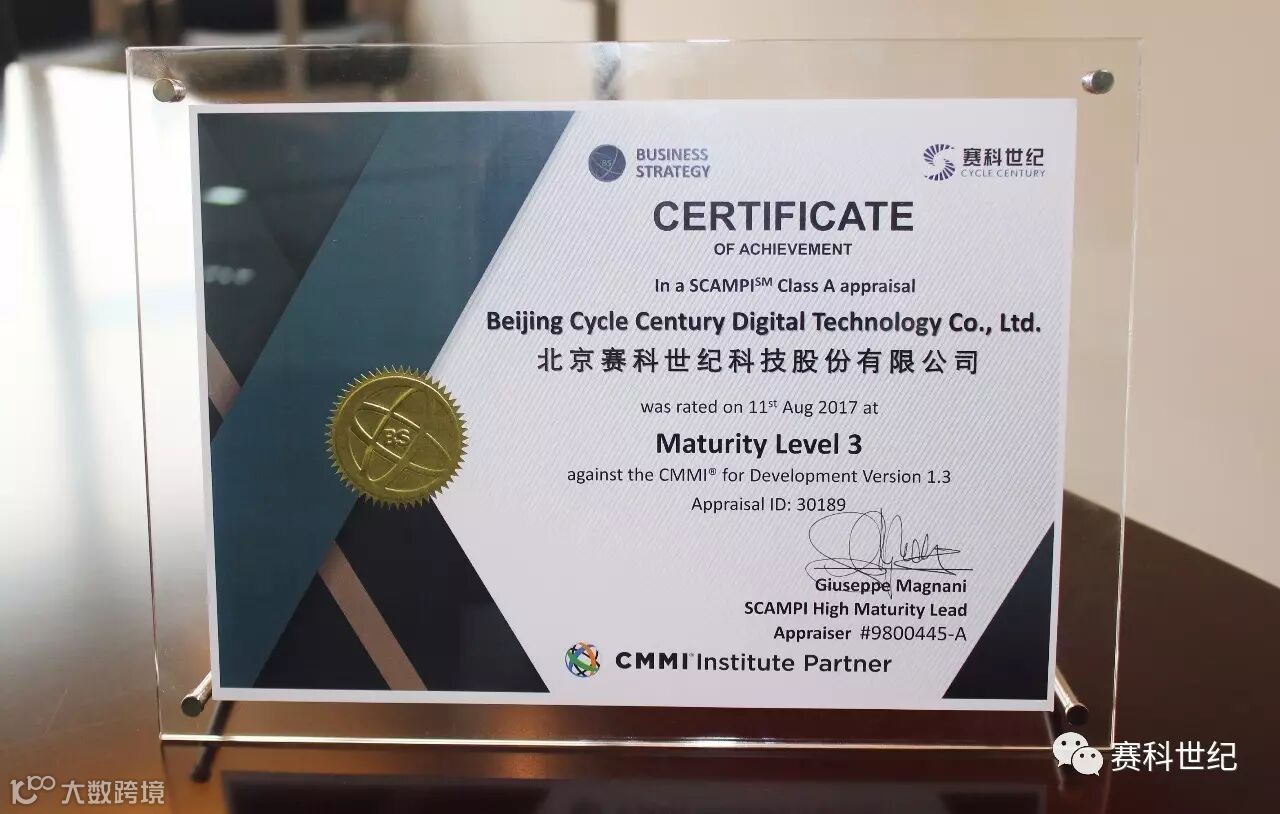 BUSINESS
STRATEGY
赛科世纪
CYCLE CENTURY
CERTIFICATE
OF ACHIEVEMENT
In a SCAMPI℠ Class A appraisal
Beijing Cycle Century Digital Technology Co., Ltd.
北京赛科世纪科技股份有限公司
was rated on 11st Aug 2017 at
Maturity Level 3
against the CMMI® for Development Version 1.3
Appraisal ID: 30189
BS
Giuseppe Magnani
SCAMPI High Maturity Lead
Appraiser #9800445-A
CMMI Institute Partner
赛科世纪
大数跨境